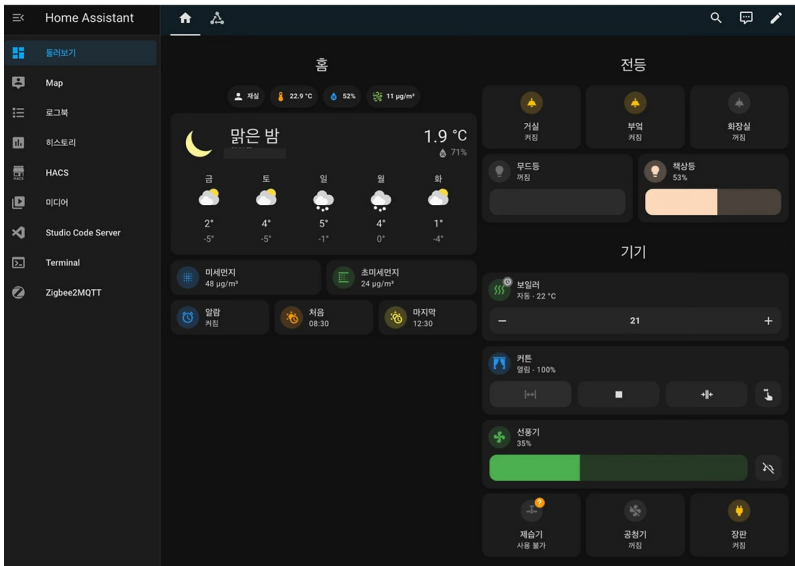 Home Assistant
둘러보기
Map
로그북
히스토리
HACS
미디어
Studio Code Server
Terminal
Zigbee2MQTT
홈
재실 22.9 °C 52% 11 μg/m³
맑은 밤 1.9 °C
71%
금 토 일 월 화
2° 4° 5° 4° 1°
-5° -5° -1° 0° -4°
미세먼지 초미세먼지
48 μg/m³ 24 μg/m³
알람 처음 마지막
켜짐 08:30 12:30
전등
거실 부엌 화장실
켜짐 켜짐 꺼짐
무드등 책상등
꺼짐 53%
기기
보일러
자동 - 22 °C
− 21 +
커튼
열림 - 100%
선풍기
35%
제습기 공청기 장판
사용 불가 꺼짐 켜짐